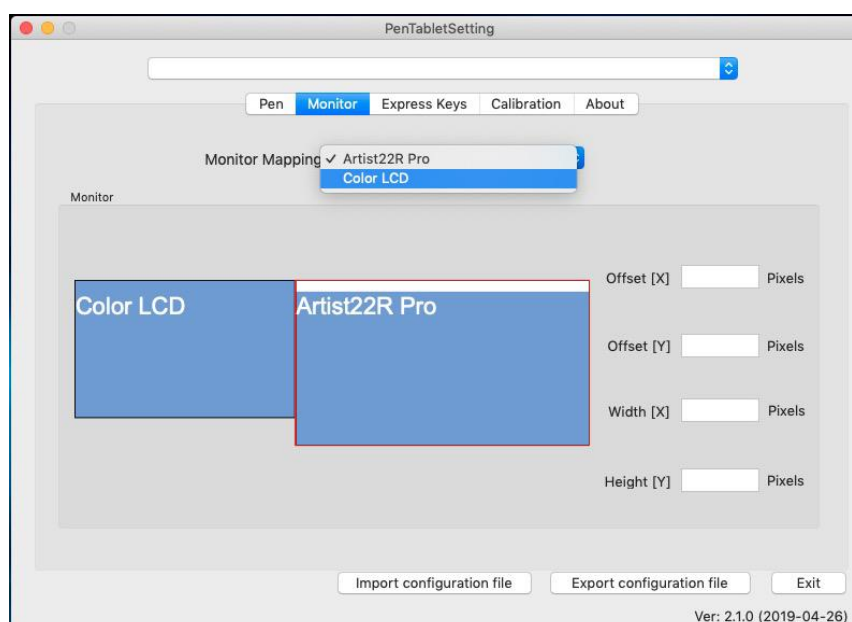 PenTabletSetting
Pen Monitor Express Keys Calibration About
Monitor Mapping ✓ Artist22R Pro
Color LCD
Monitor
Offset [X] Pixels
Color LCD Artist22R Pro
Offset [Y] Pixels
Width [X] Pixels
Height [Y] Pixels
Import configuration file Export configuration file Exit
Ver: 2.1.0 (2019-04-26)